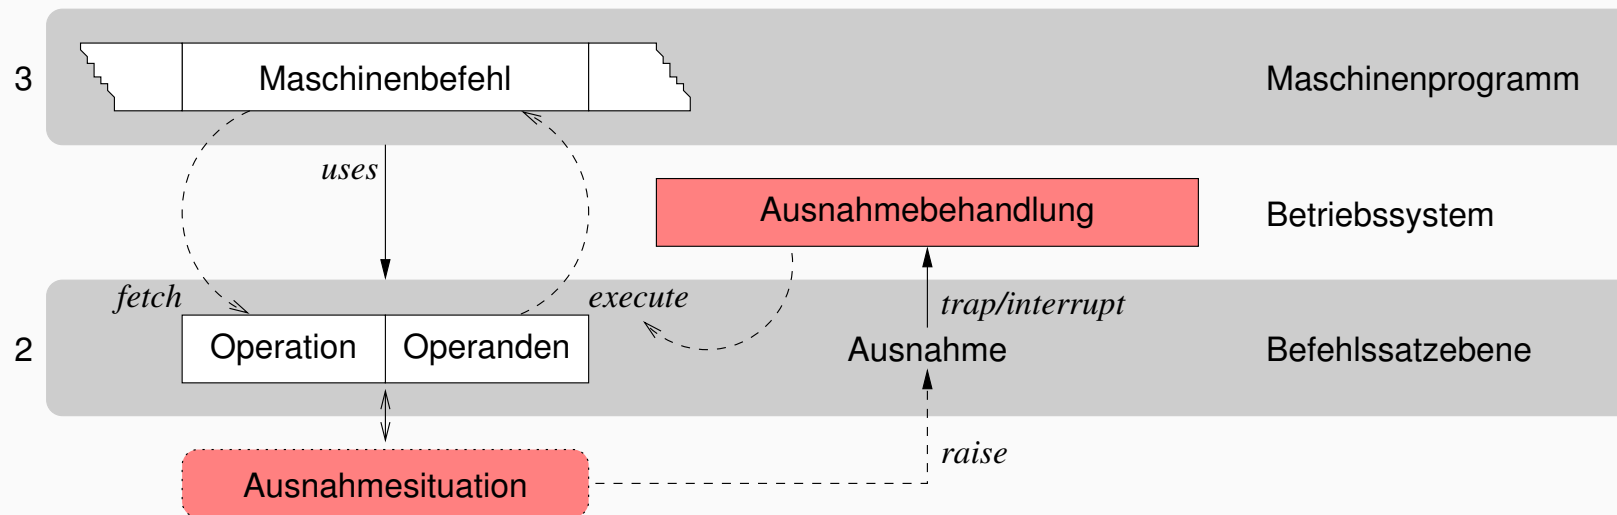 3
Maschinenbefehl
Maschinenprogramm
uses
Ausnahmebehandlung
Betriebssystem
fetch
execute
trap/interrupt
2
Operation
Operanden
Ausnahme
Befehlssatzebene
raise
Ausnahmesituation